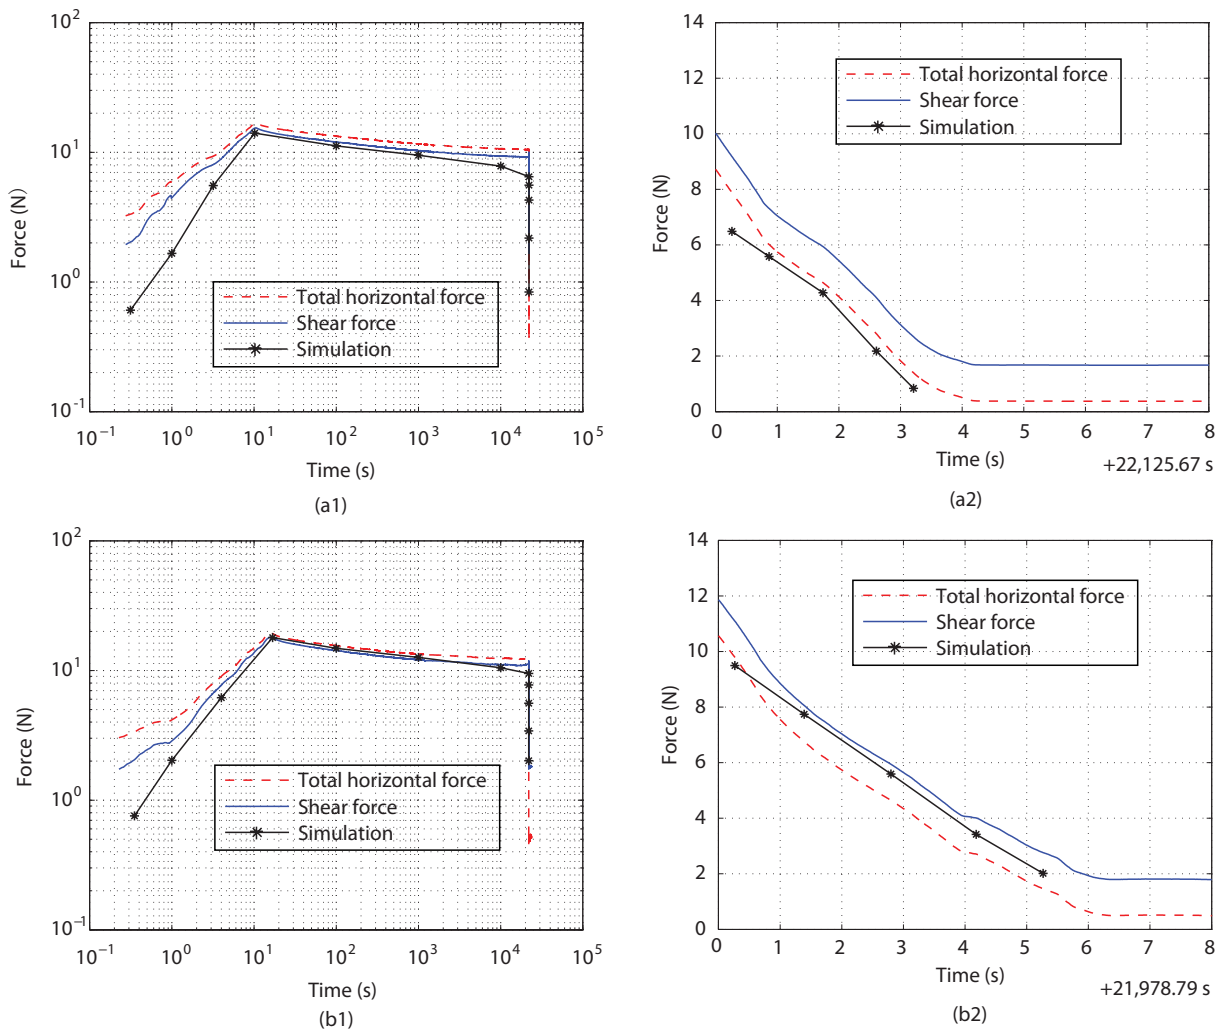 10² 10¹ 10⁰ 10⁻¹
Force (N)
Total horizontal force
Shear force
Simulation
10⁻¹ 10⁰ 10¹ 10² 10³ 10⁴ 10⁵
Time (s)
(a1)
14 12 10 8 6 4 2 0
Force (N)
Total horizontal force
Shear force
Simulation
0 1 2 3 4 5 6 7 8
Time (s)
+22,125.67 s
(a2)
10² 10¹ 10⁰ 10⁻¹
Force (N)
Total horizontal force
Shear force
Simulation
10⁻¹ 10⁰ 10¹ 10² 10³ 10⁴ 10⁵
Time (s)
(b1)
14 12 10 8 6 4 2 0
Force (N)
Total horizontal force
Shear force
Simulation
0 1 2 3 4 5 6 7 8
Time (s)
+21,978.79 s
(b2)